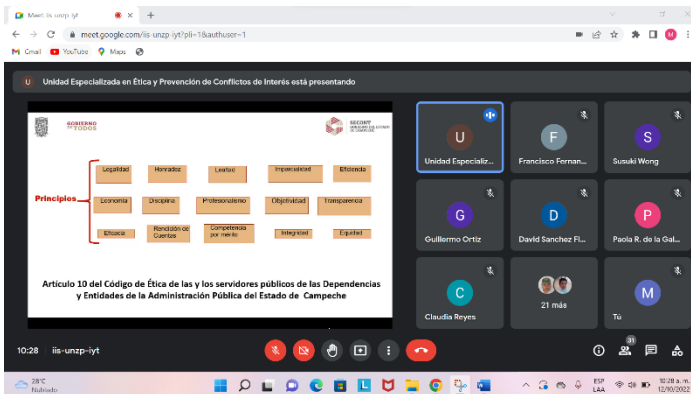 Meet: iis-unzp-iyt
meet.google.com/iis-unzp-iyt?pli=1&authuser=1
Gmail YouTube Maps
U Unidad Especializada en Ética y Prevención de Conflictos de Interés está presentando
GOBIERNO
DE TODOS
SECONT
Legalidad Honradez Lealtad Imparcialidad Eficiencia
Principios
Economía Disciplina Profesionalismo Objetividad Transparencia
Eficacia Rendición de Cuentas Competencia por mérito Integridad Equidad
Artículo 10 del Código de Ética de las y los servidores públicos de las Dependencias
y Entidades de la Administración Pública del Estado de Campeche
U F S
Unidad Especializ... Francisco Fernan... Susuki Wong
G D P
Guillermo Ortiz David Sanchez Fl... Paola R. de la Gal...
C M
Claudia Reyes 21 más Tú
10:28 iis-unzp-iyt
31
28°C
Nublado
ESP
LAA
10:28 a. m.
12/10/2022